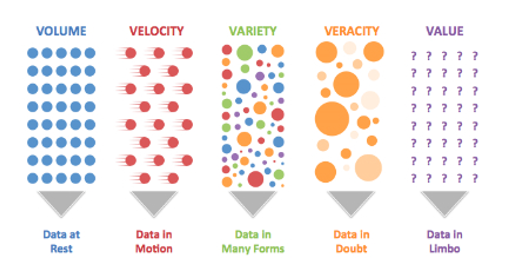 VOLUME
VELOCITY
VARIETY
VERACITY
VALUE
? ? ? ? ?
? ? ? ? ?
? ? ? ? ?
? ? ? ? ?
? ? ? ? ?
? ? ? ? ?
? ? ? ? ?
? ? ? ? ?
Data at
Rest
Data in
Motion
Data in
Many Forms
Data in
Doubt
Data in
Limbo